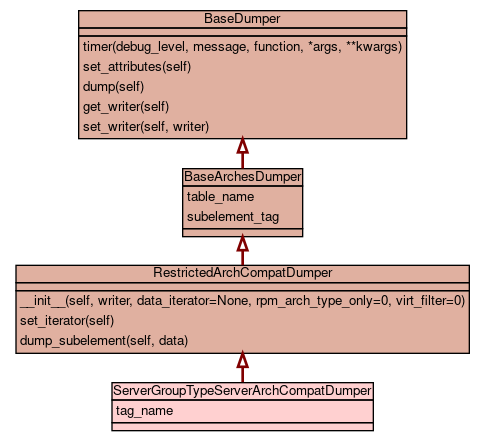 BaseDumper
timer(debug_level, message, function, *args, **kwargs)
set_attributes(self)
dump(self)
get_writer(self)
set_writer(self, writer)
BaseArchesDumper
table_name
subelement_tag
RestrictedArchCompatDumper
__init__(self, writer, data_iterator=None, rpm_arch_type_only=0, virt_filter=0)
set_iterator(self)
dump_subelement(self, data)
ServerGroupTypeServerArchCompatDumper
tag_name